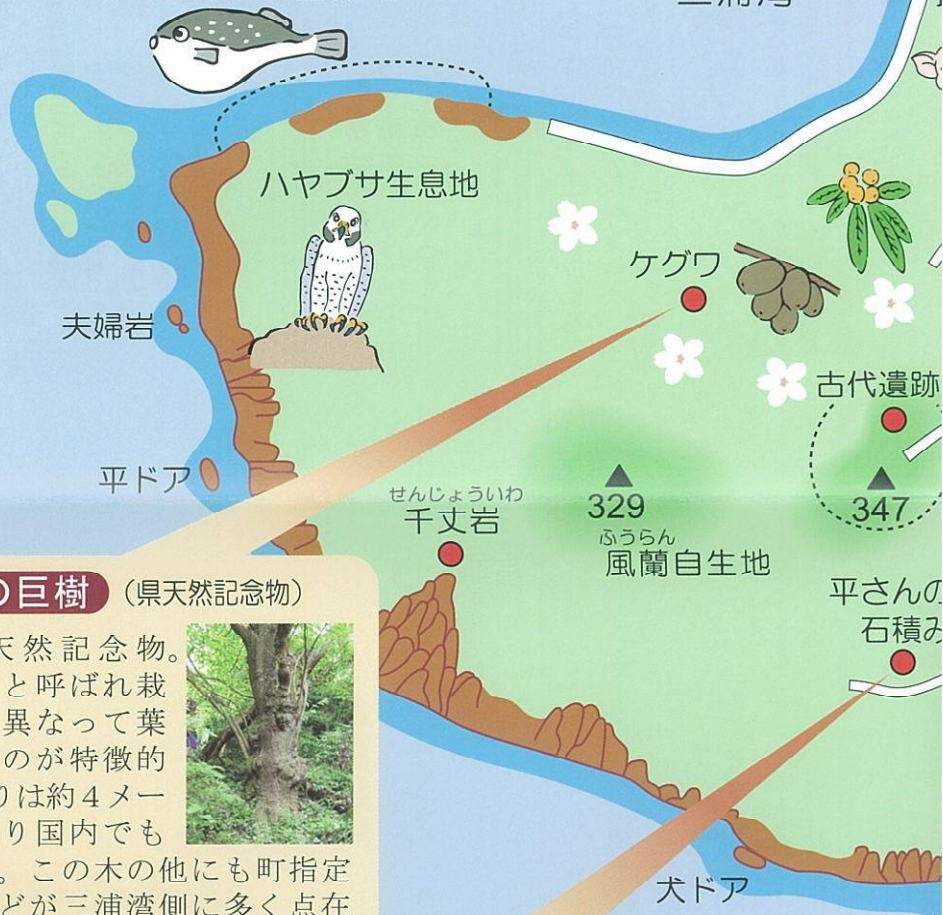 三浦湾
ハヤブサ生息地
ケグワ
夫婦岩
古代遺跡
平ドア
せんじょういわ
千丈岩
329
347
ふうらん
風蘭自生地
平さんの
石積み
の巨樹（県天然記念物）
天然記念物。
と呼ばれ栽
異なって葉
のが特徴的
りは約4メー
り国内でも
。この木の他にも町指定
どが三浦湾側に多く点在
犬ドア